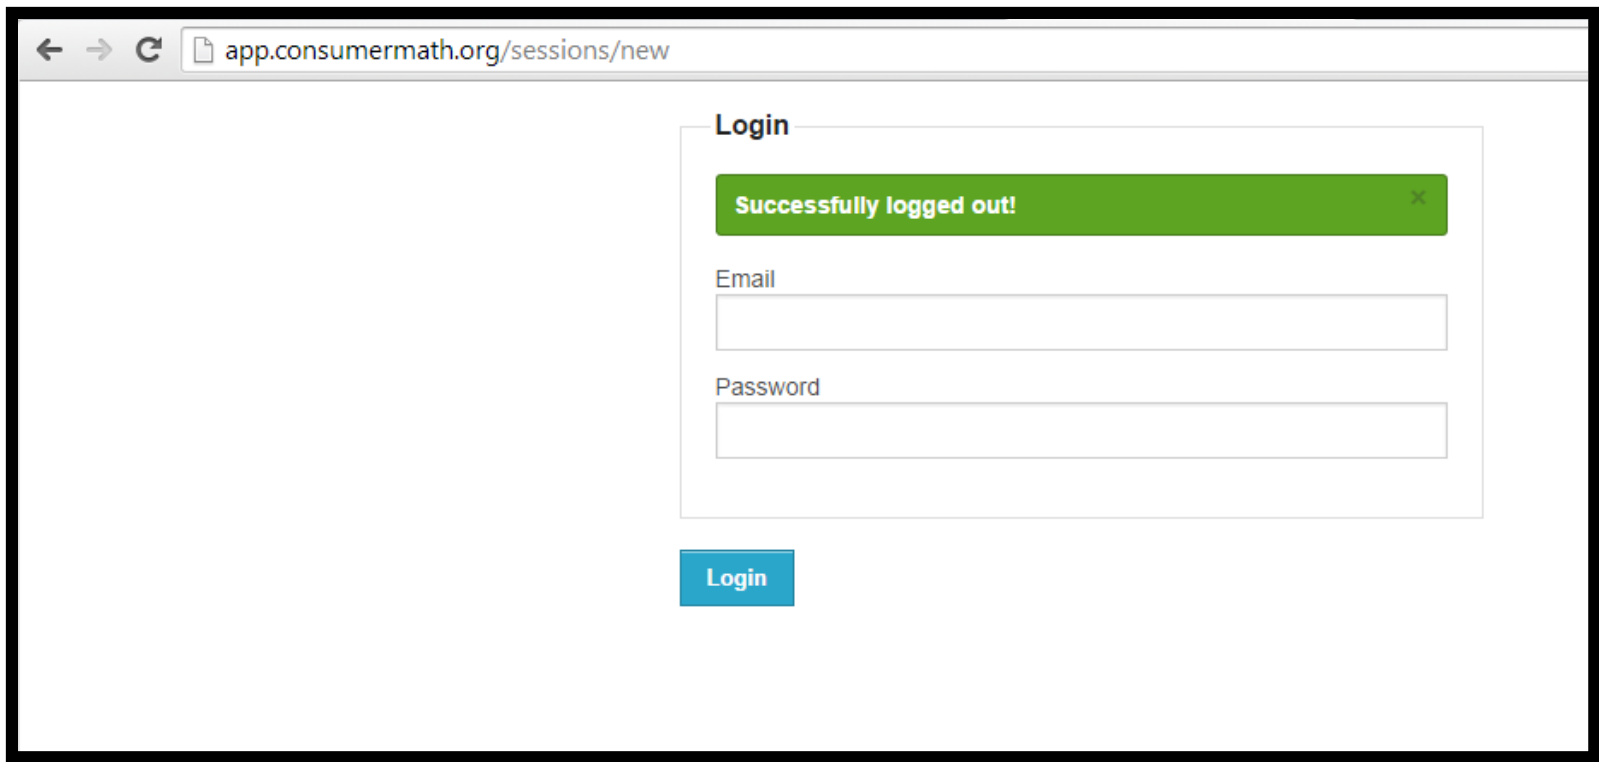 app.consumermath.org/sessions/new
Login
Successfully logged out!
×
Email
Password
Login